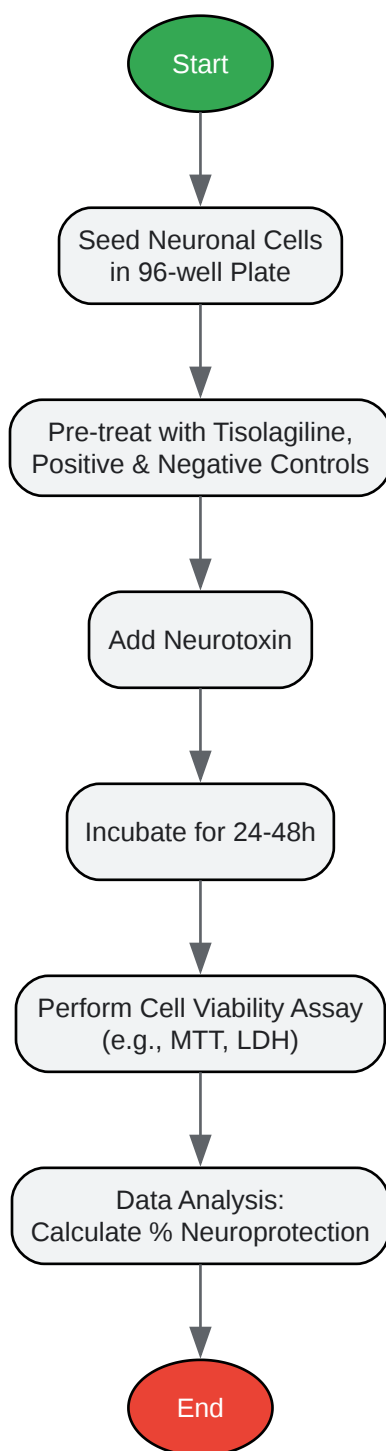 Start
Seed Neuronal Cells
in 96-well Plate
Pre-treat with Tisolagiline,
Positive & Negative Controls
Add Neurotoxin
Incubate for 24-48h
Perform Cell Viability Assay
(e.g., MTT, LDH)
Data Analysis:
Calculate % Neuroprotection
End